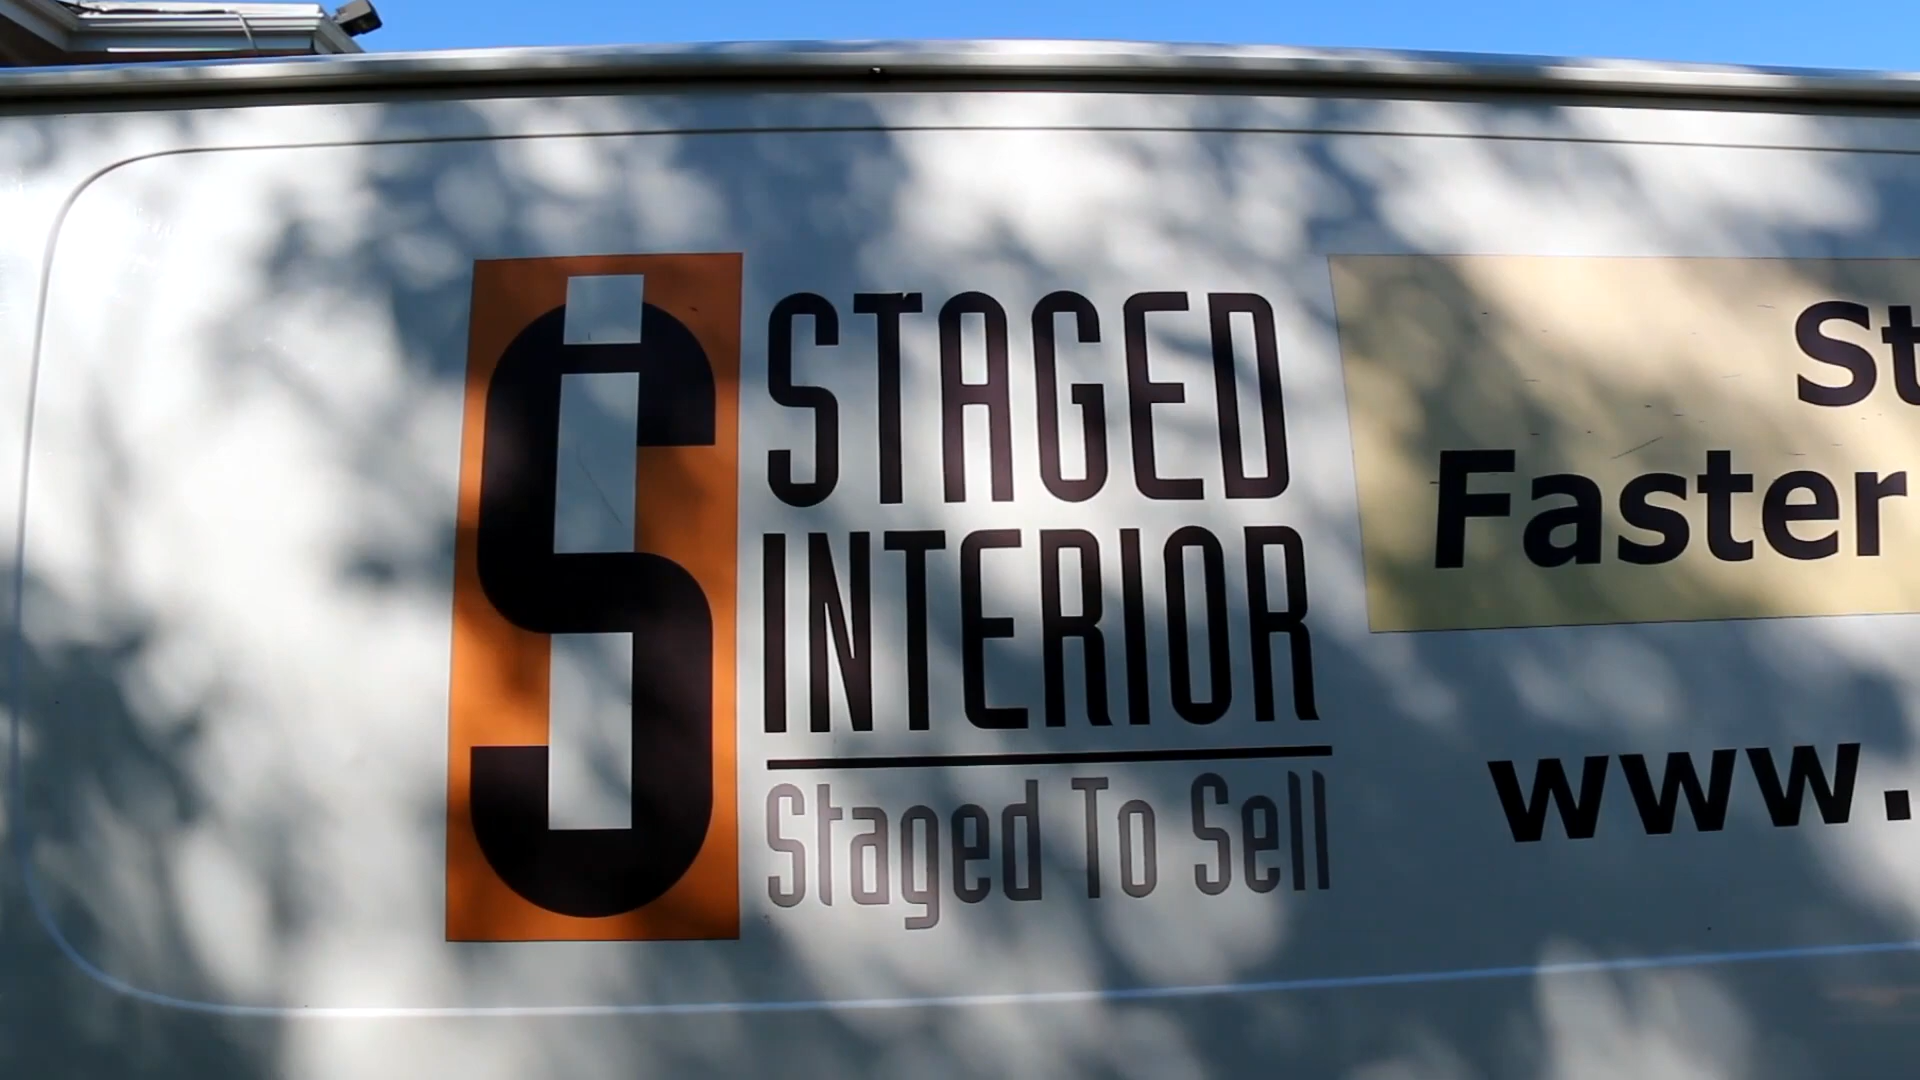 STAGED
INTERIOR
Staged To Sell
Faster
www.